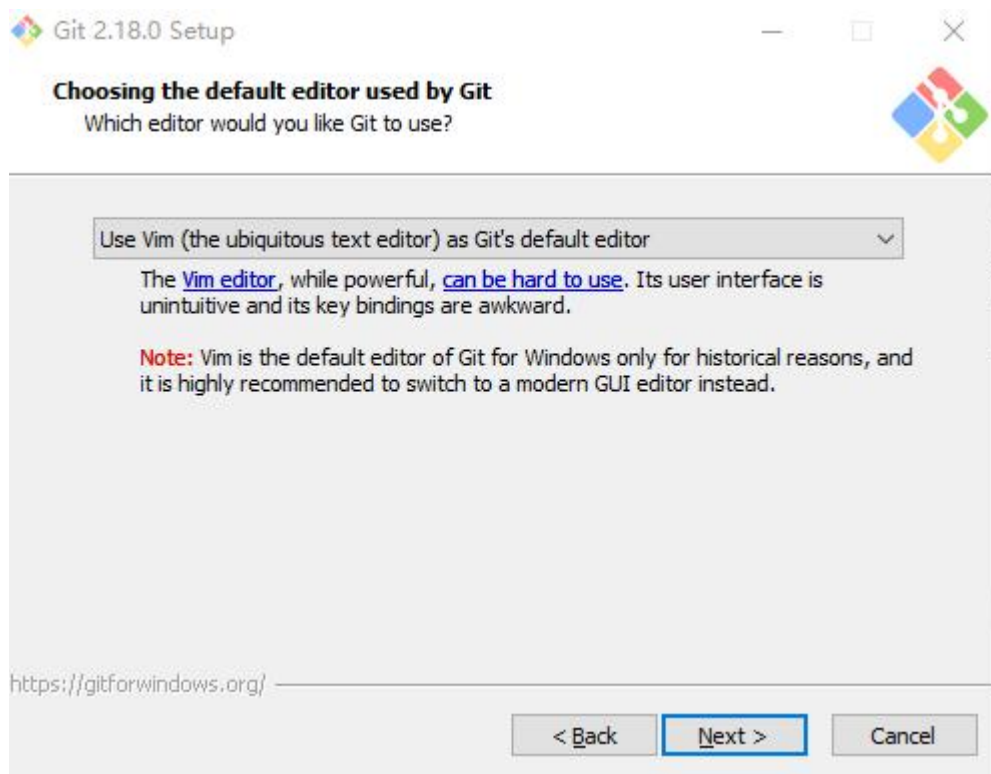 Git 2.18.0 Setup
Choosing the default editor used by Git
Which editor would you like Git to use?
Use Vim (the ubiquitous text editor) as Git's default editor
The Vim editor, while powerful, can be hard to use. Its user interface is
unintuitive and its key bindings are awkward.
Note: Vim is the default editor of Git for Windows only for historical reasons, and
it is highly recommended to switch to a modern GUI editor instead.
https://gitforwindows.org/
< Back Next > Cancel